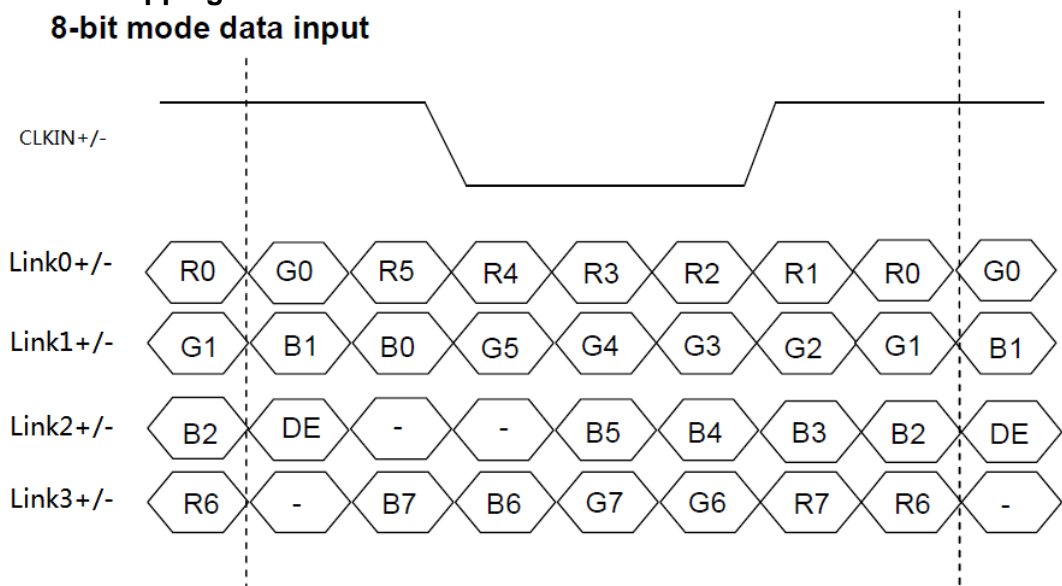 8-bit mode data input
CLKIN+/-
Link0+/- R0 G0 R5 R4 R3 R2 R1 R0 G0
Link1+/- G1 B1 B0 G5 G4 G3 G2 G1 B1
Link2+/- B2 DE - - B5 B4 B3 B2 DE
Link3+/- R6 - B7 B6 G7 G6 R7 R6 -